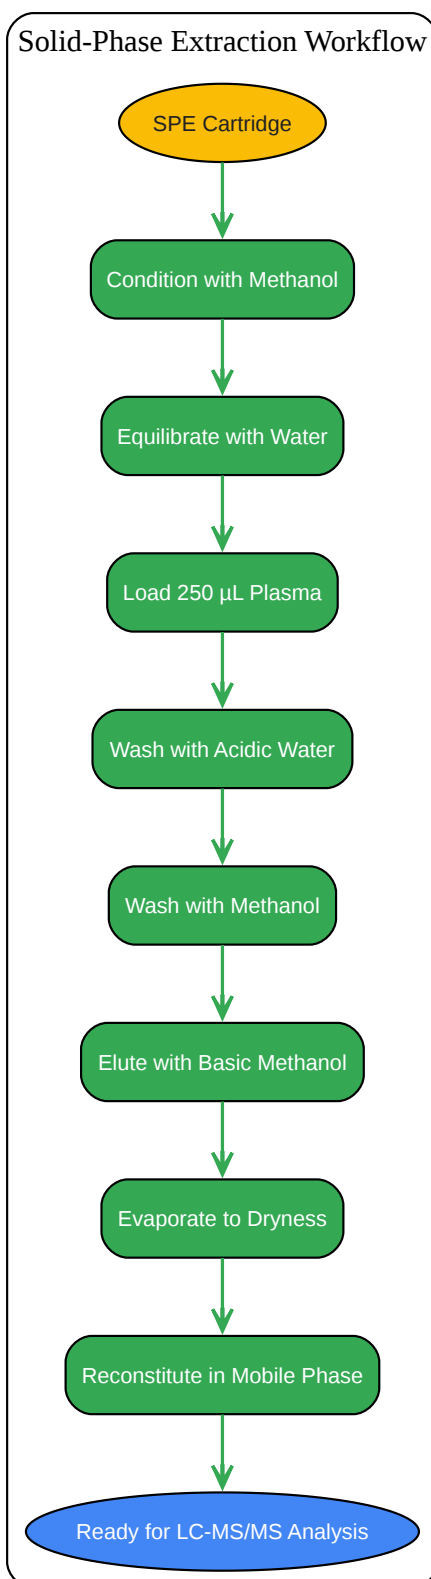 Solid-Phase Extraction Workflow
SPE Cartridge
Condition with Methanol
Equilibrate with Water
Load 250 µL Plasma
Wash with Acidic Water
Wash with Methanol
Elute with Basic Methanol
Evaporate to Dryness
Reconstitute in Mobile Phase
Ready for LC-MS/MS Analysis